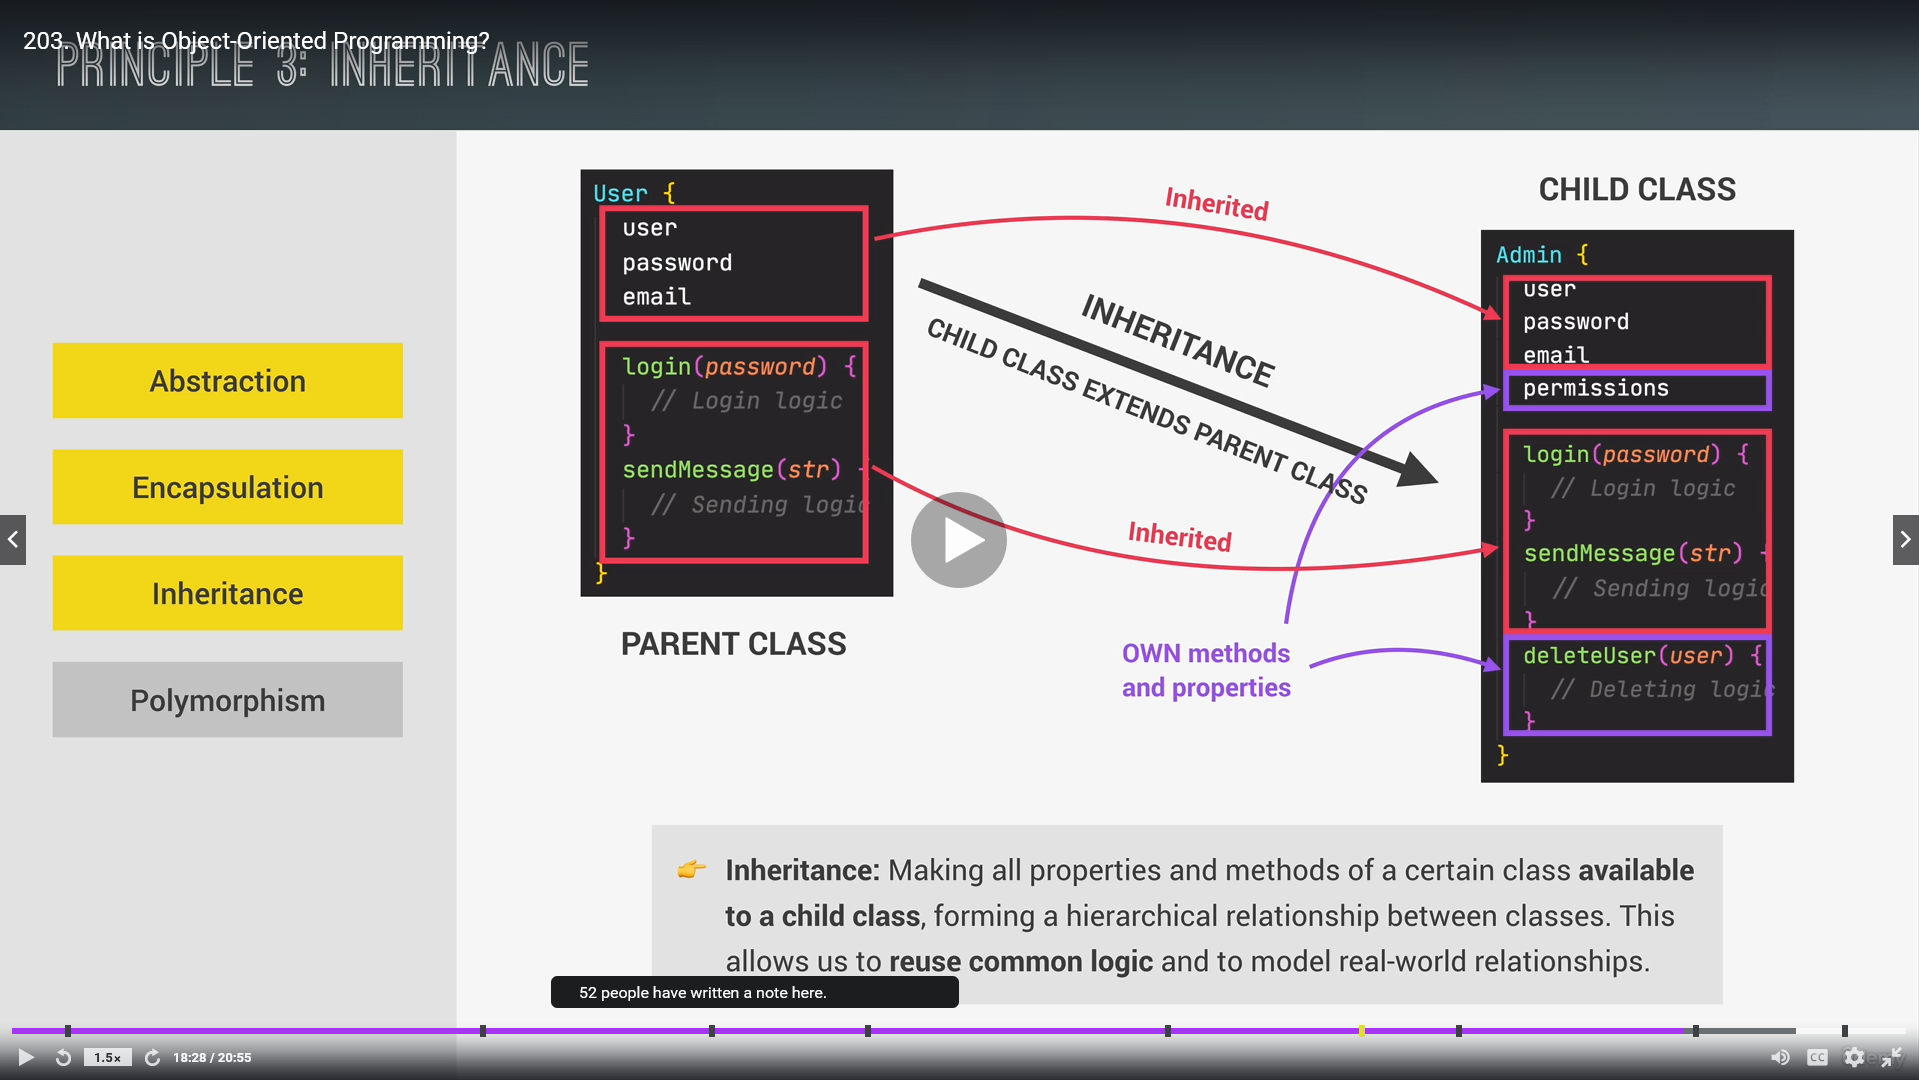 203. What is Object-Oriented Programming?
PRINCIPLE 3: INHERITANCE
Abstraction
Encapsulation
Inheritance
Polymorphism
User {
user
password
email
login(password) {
// Login logic
}
sendMessage(str) {
// Sending logic
}
}
PARENT CLASS
Inherited
INHERITANCE
CHILD CLASS EXTENDS PARENT CLASS
Inherited
OWN methods
and properties
CHILD CLASS
Admin {
user
password
email
permissions
login(password) {
// Login logic
}
sendMessage(str) {
// Sending logic
}
deleteUser(user) {
// Deleting logic
}
}
👉 Inheritance: Making all properties and methods of a certain class available
to a child class, forming a hierarchical relationship between classes. This
allows us to reuse common logic and to model real-world relationships.
52 people have written a note here.
1.5x
18:28 / 20:55
CC